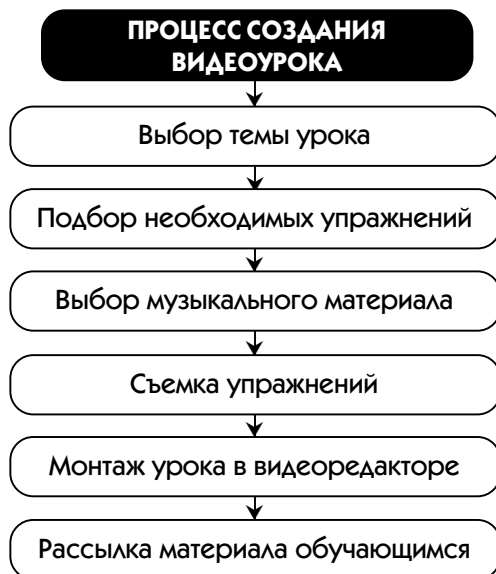 ПРОЦЕСС СОЗДАНИЯ
ВИДЕОУРОКА
Выбор темы урока
Подбор необходимых упражнений
Выбор музыкального материала
Съемка упражнений
Монтаж урока в видеоредакторе
Рассылка материала обучающимся